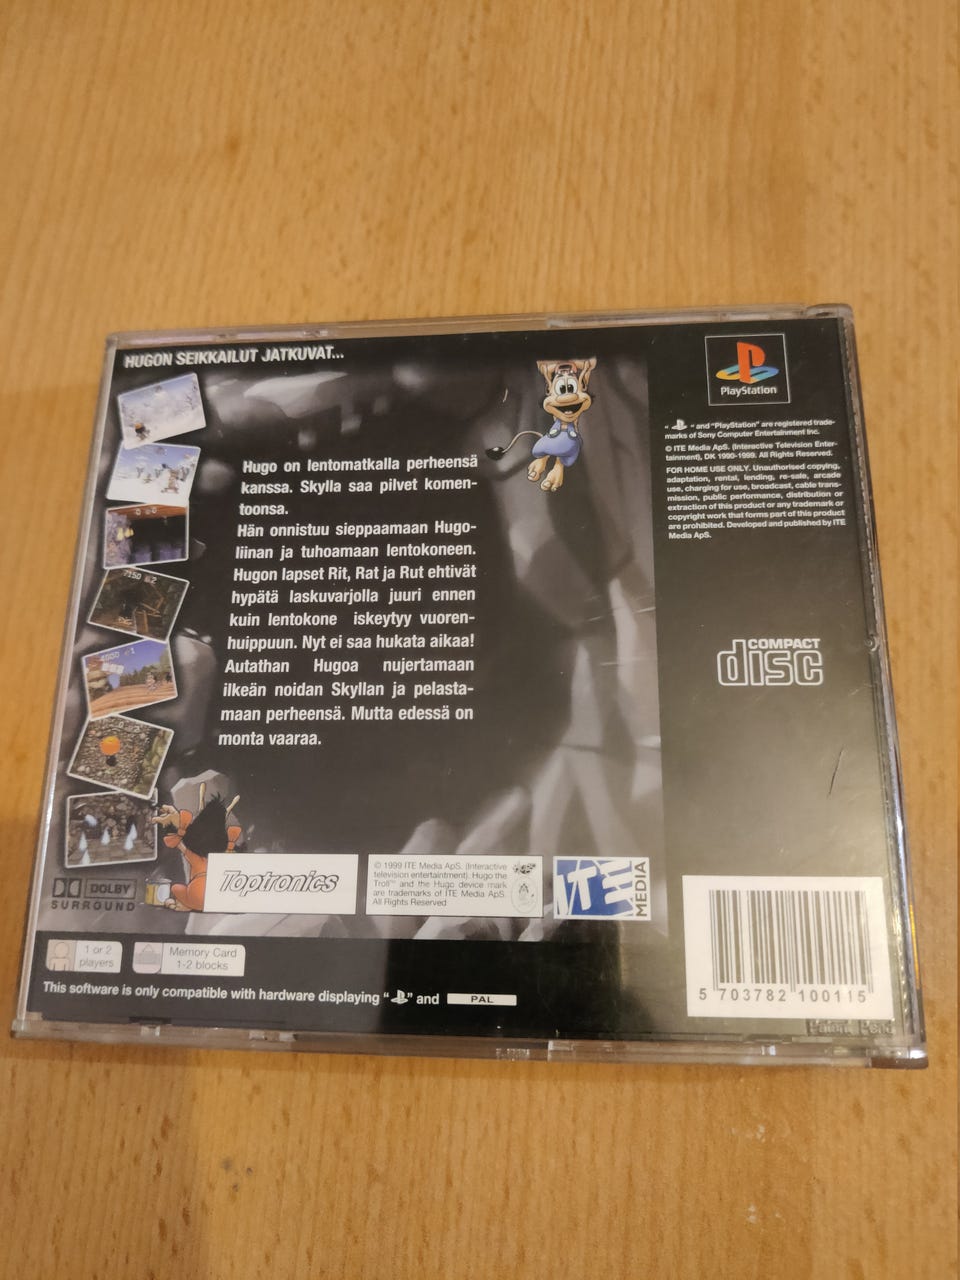 HUGON SEIKKAILUT JATKUVAT...
Hugo on lentomatkalla perheensä
kanssa. Skylla saa pilvet komen-
toonsa.
Hän onnistuu sieppaamaan Hugo-
liinan ja tuhoamaan lentokoneen.
Hugon lapset Rit, Rat ja Rut ehtivät
hypätä laskuvarjolla juuri ennen
kuin lentokone iskeytyy vuoren-
huippuun. Nyt ei saa hukata aikaa!
Autathan Hugoa nujertamaan
ilkeän noidan Skyllan ja pelasta-
maan perheensä. Mutta edessä on
monta vaaraa.
PlayStation
" " and "PlayStation" are registered trade-
marks of Sony Computer Entertainment Inc.
© ITE Media ApS. (Interactive Television Enter-
tainment), DK 1990-1999. All Rights Reserved.
FOR HOME USE ONLY. Unauthorised copying,
adaptation, rental, lending, re-sale, arcade
use, charging for use, broadcast, cable trans-
mission, public performance, distribution or
extraction of this product or any trademark or
copyright work that forms part of this product
are prohibited. Developed and published by ITE
Media ApS.
COMPACT
disc
DOLBY
SURROUND
Toptronics
© 1999 ITE Media ApS. (Interactive
television entertaintment). Hugo the
Troll™ and the Hugo device mark
are trademarks of ITE Media ApS.
All Rights Reserved
ITE
MEDIA
1 or 2
players
Memory Card
1-2 blocks
This software is only compatible with hardware displaying " " and PAL
5 703782 100115